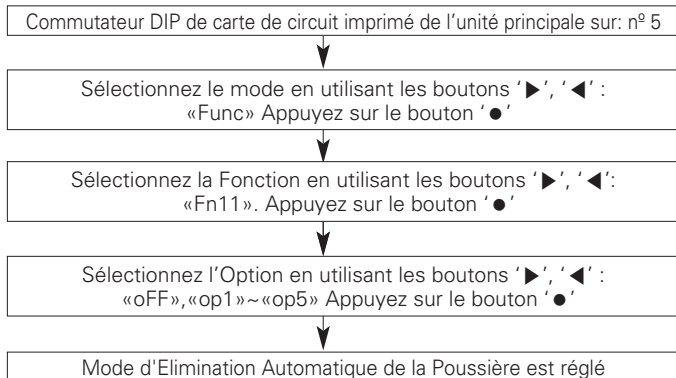 Commutateur DIP de carte de circuit imprimé de l'unité principale sur: nº 5
Sélectionnez le mode en utilisant les boutons ‘▶’, ‘◀’ :
«Func» Appuyez sur le bouton ‘●’
Sélectionnez la Fonction en utilisant les boutons ‘▶’, ‘◀’:
«Fn11». Appuyez sur le bouton ‘●’
Sélectionnez l'Option en utilisant les boutons ‘▶’, ‘◀’ :
«oFF»,«op1»~«op5» Appuyez sur le bouton ‘●’
Mode d'Elimination Automatique de la Poussière est réglé